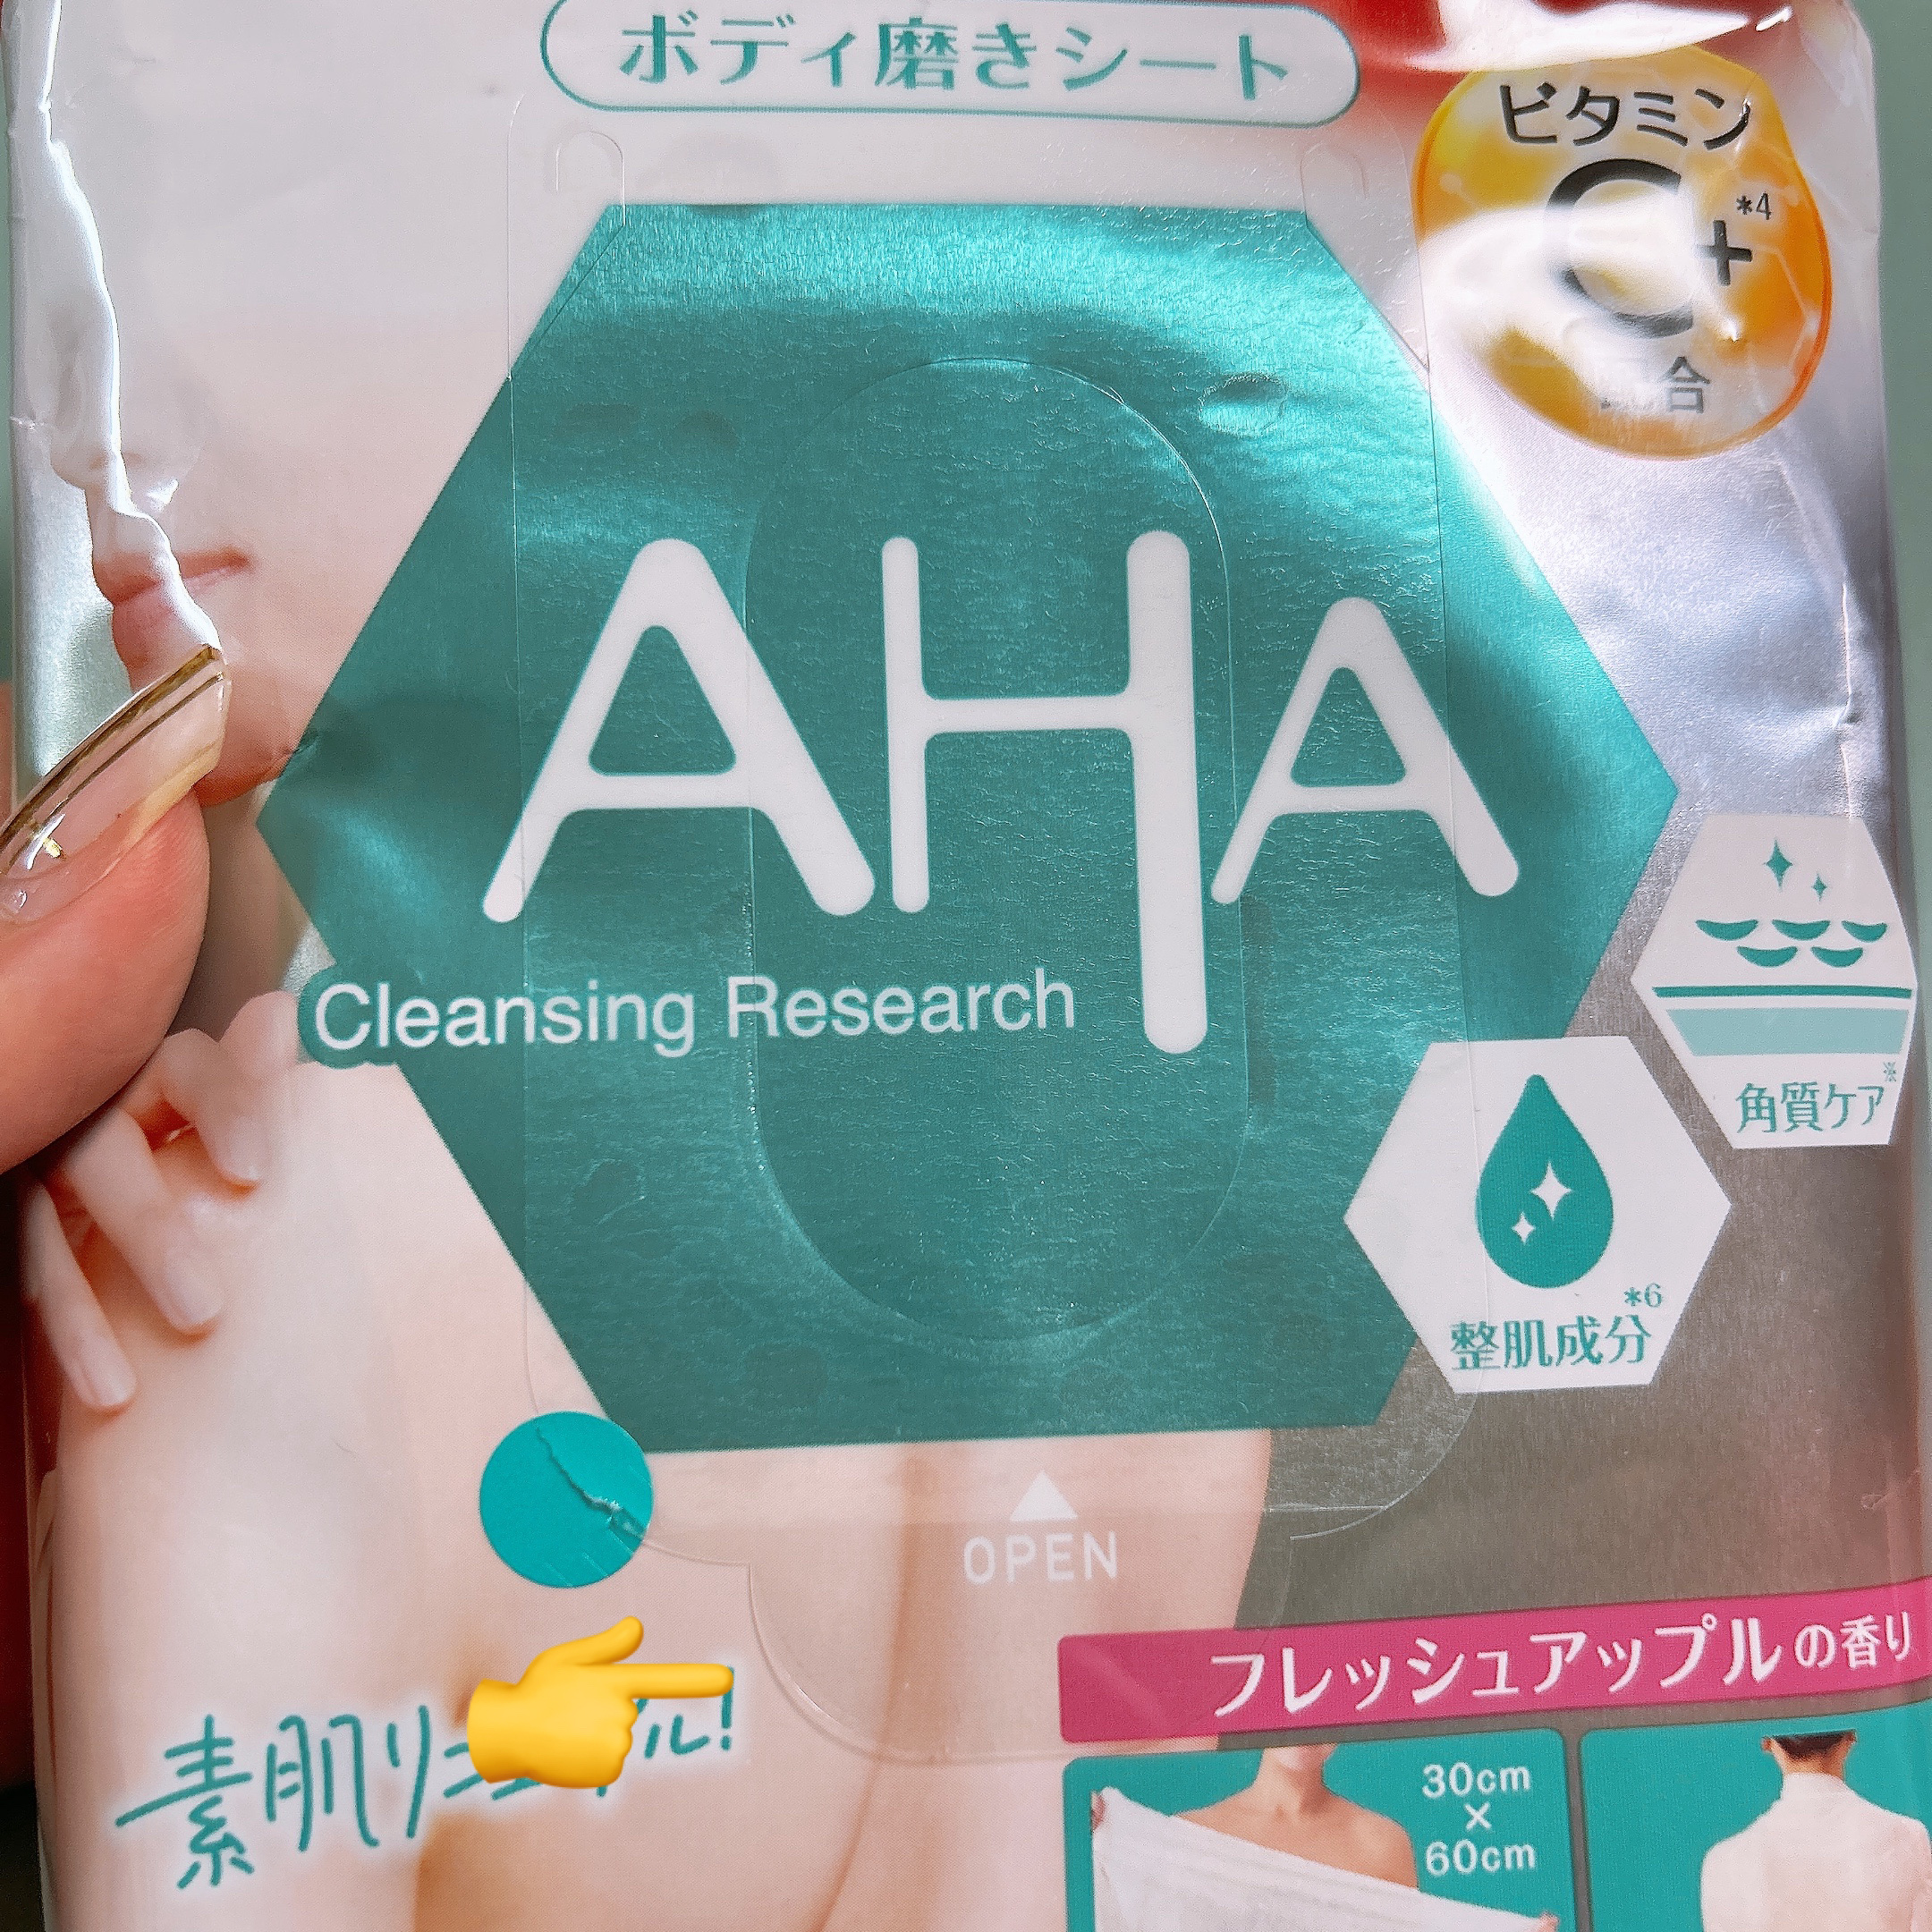 ボディ磨きシート
ビタミン
C+*4
合
AHA
Cleansing Research
角質ケア※
整肌成分*6
OPEN
フレッシュアップルの香り
素肌リ
ル!
30cm
×
60cm